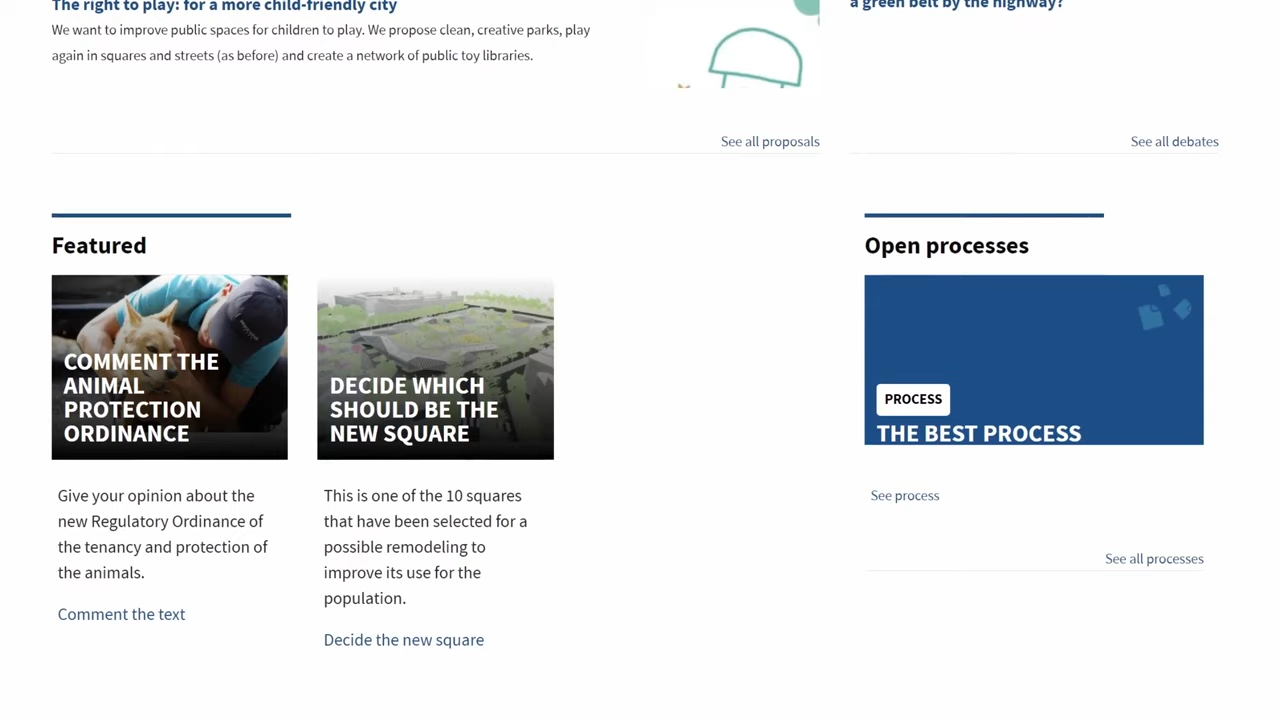 The right to play: for a more child-friendly city
We want to improve public spaces for children to play. We propose clean, creative parks, play
again in squares and streets (as before) and create a network of public toy libraries.
See all proposals
a green belt by the highway?
See all debates
Featured
COMMENT THE
ANIMAL
PROTECTION
ORDINANCE
Give your opinion about the
new Regulatory Ordinance of
the tenancy and protection of
the animals.
Comment the text
DECIDE WHICH
SHOULD BE THE
NEW SQUARE
This is one of the 10 squares
that have been selected for a
possible remodeling to
improve its use for the
population.
Decide the new square
Open processes
PROCESS
THE BEST PROCESS
See process
See all processes